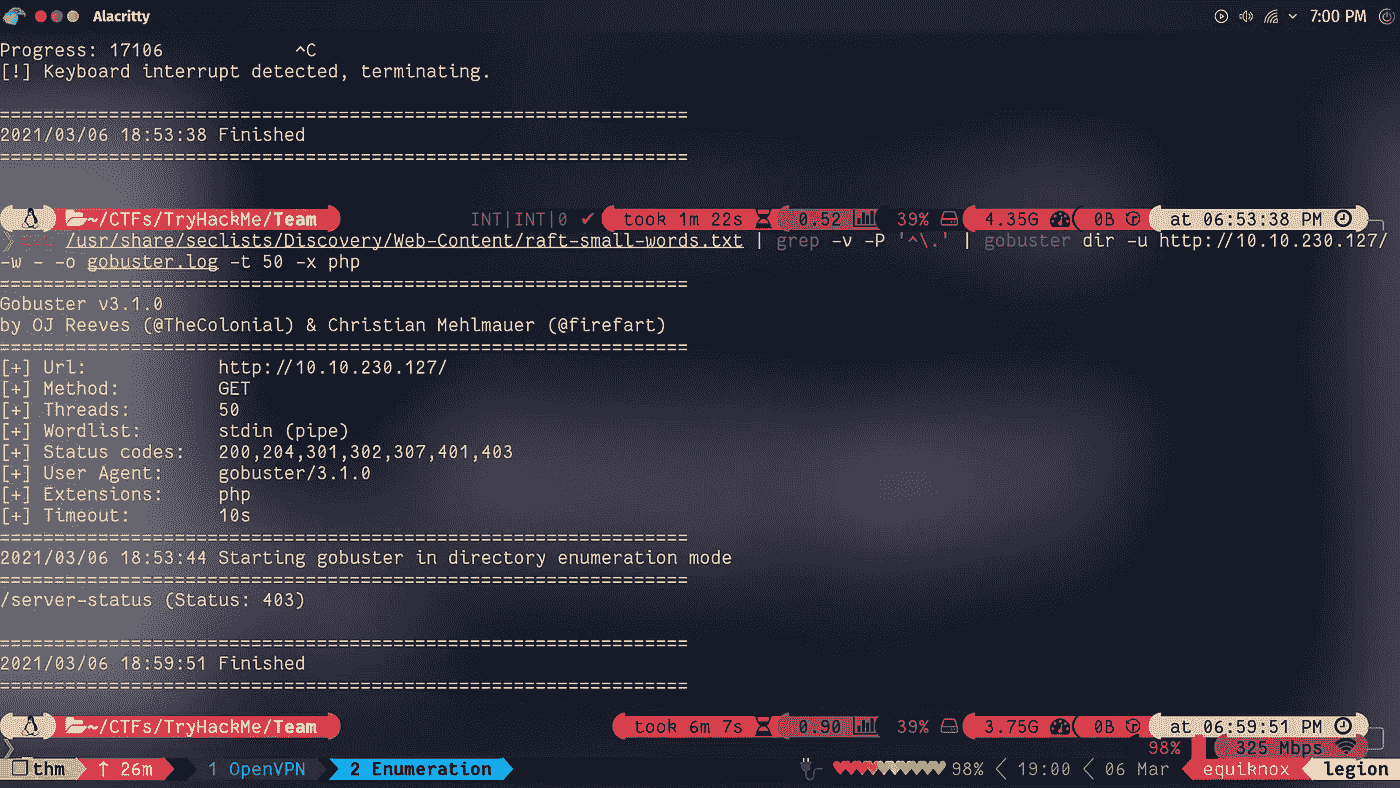 Alacritty 7:00 PM
Progress: 17106 ^C
[!] Keyboard interrupt detected, terminating.
===============================================================
2021/03/06 18:53:38 Finished
===============================================================
~/CTFs/TryHackMe/Team INT|INT|0 ✔ took 1m 22s 0.52 39% 4.35G 0B at 06:53:38 PM
/usr/share/seclists/Discovery/Web-Content/raft-small-words.txt | grep -v -P '^\.' | gobuster dir -u http://10.10.230.127/
-w - -o gobuster.log -t 50 -x php
===============================================================
Gobuster v3.1.0
by OJ Reeves (@TheColonial) & Christian Mehlmauer (@firefart)
===============================================================
[+] Url: http://10.10.230.127/
[+] Method: GET
[+] Threads: 50
[+] Wordlist: stdin (pipe)
[+] Status codes: 200,204,301,302,307,401,403
[+] User Agent: gobuster/3.1.0
[+] Extensions: php
[+] Timeout: 10s
===============================================================
2021/03/06 18:53:44 Starting gobuster in directory enumeration mode
===============================================================
/server-status (Status: 403)
===============================================================
2021/03/06 18:59:51 Finished
===============================================================
~/CTFs/TryHackMe/Team took 6m 7s 0.90 39% 3.75G 0B at 06:59:51 PM
98% 325 Mbps
thm ↑ 26m 1 OpenVPN 2 Enumeration 98% 19:00 06 Mar equiknox legion